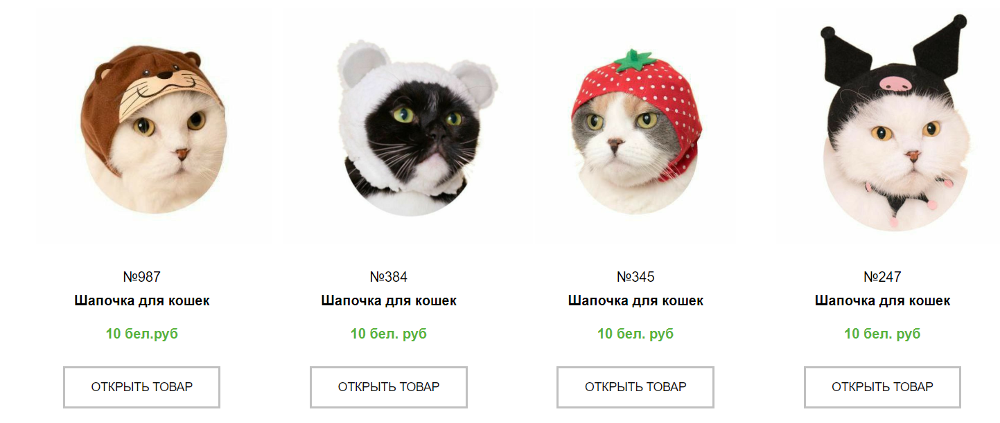 №987
Шапочка для кошек
10 бел.руб
ОТКРЫТЬ ТОВАР
№384
Шапочка для кошек
10 бел. руб
ОТКРЫТЬ ТОВАР
№345
Шапочка для кошек
10 бел. руб
ОТКРЫТЬ ТОВАР
№247
Шапочка для кошек
10 бел. руб
ОТКРЫТЬ ТОВАР